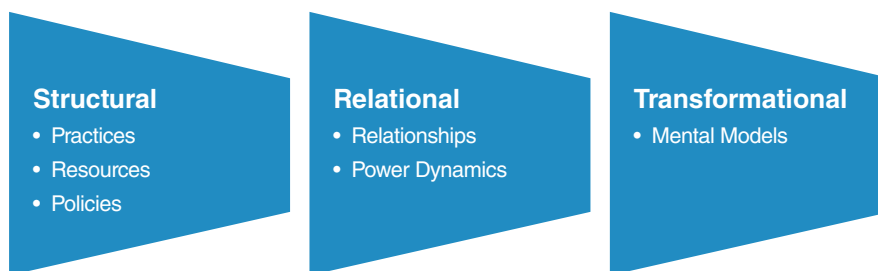 Structural
• Practices
• Resources
• Policies
Relational
• Relationships
• Power Dynamics
Transformational
• Mental Models